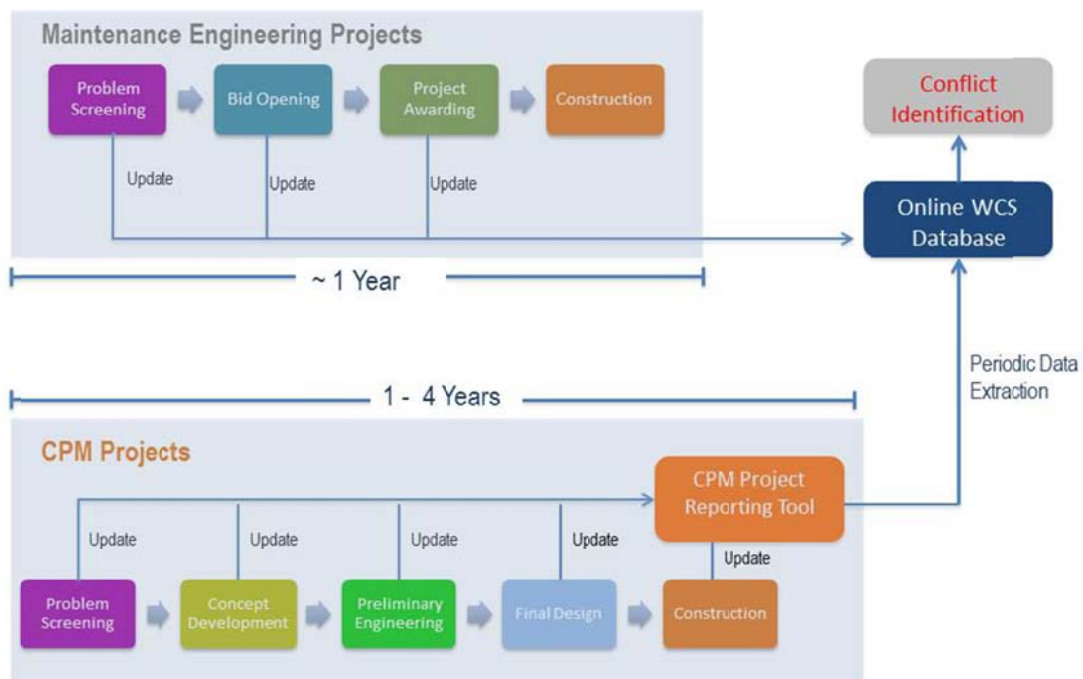 Maintenance Engineering Projects
Problem
Screening
Bid Opening
Project
Awarding
Construction
Update
Update
Update
~ 1 Year
Conflict
Identification
Online WCS
Database
Periodic Data
Extraction
1 - 4 Years
CPM Projects
CPM Project
Reporting Tool
Update
Update
Update
Update
Update
Problem
Screening
Concept
Development
Preliminary
Engineering
Final Design
Construction